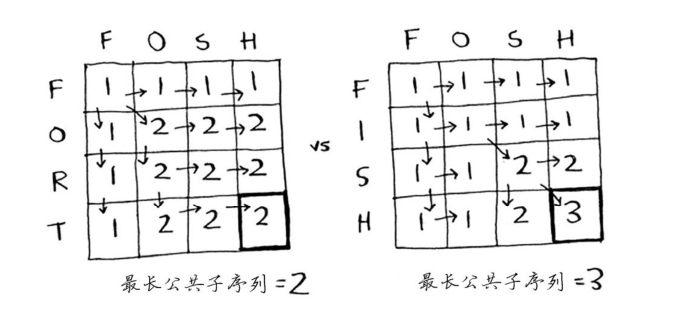 F O S H
F 1 → 1 → 1 → 1
O 1 2 → 2 → 2
R 1 2 → 2 → 2
T 1 2 → 2 → 2
最长公共子序列=2
vs
F O S H
F 1 → 1 → 1 → 1
I 1 → 1 → 1 → 1
S 1 → 1 2 → 2
H 1 → 1 2 3
最长公共子序列=3